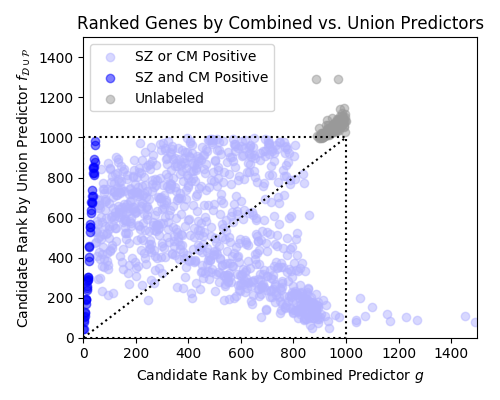 Ranked Genes by Combined vs. Union Predictors
SZ or CM Positive
SZ and CM Positive
Unlabeled
Candidate Rank by Union Predictor f_{𝒟∪𝒫}
1400
1200
1000
800
600
400
200
0
0 200 400 600 800 1000 1200 1400
Candidate Rank by Combined Predictor g